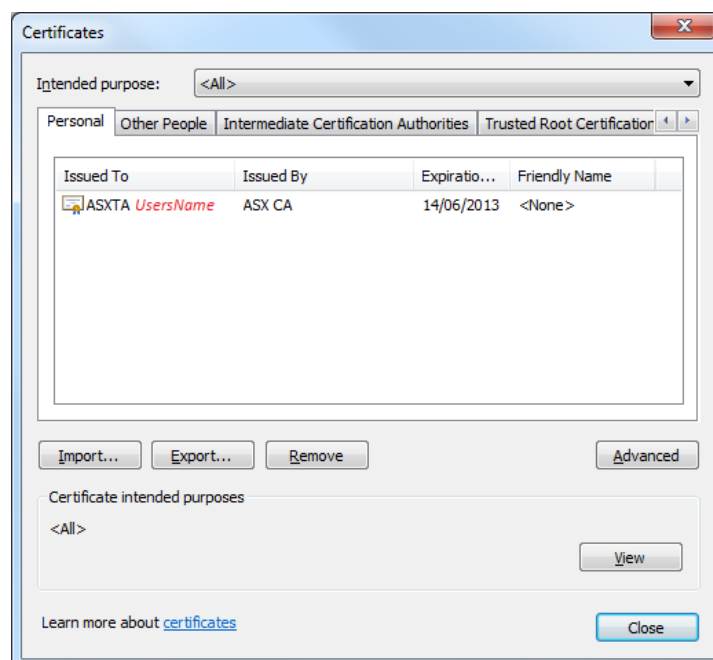 Certificates
Intended purpose: <All>
Personal Other People Intermediate Certification Authorities Trusted Root Certification
Issued To Issued By Expiratio... Friendly Name
ASXTA UsersName ASX CA 14/06/2013 <None>
Import... Export... Remove Advanced
Certificate intended purposes
<All>
View
Learn more about certificates
Close